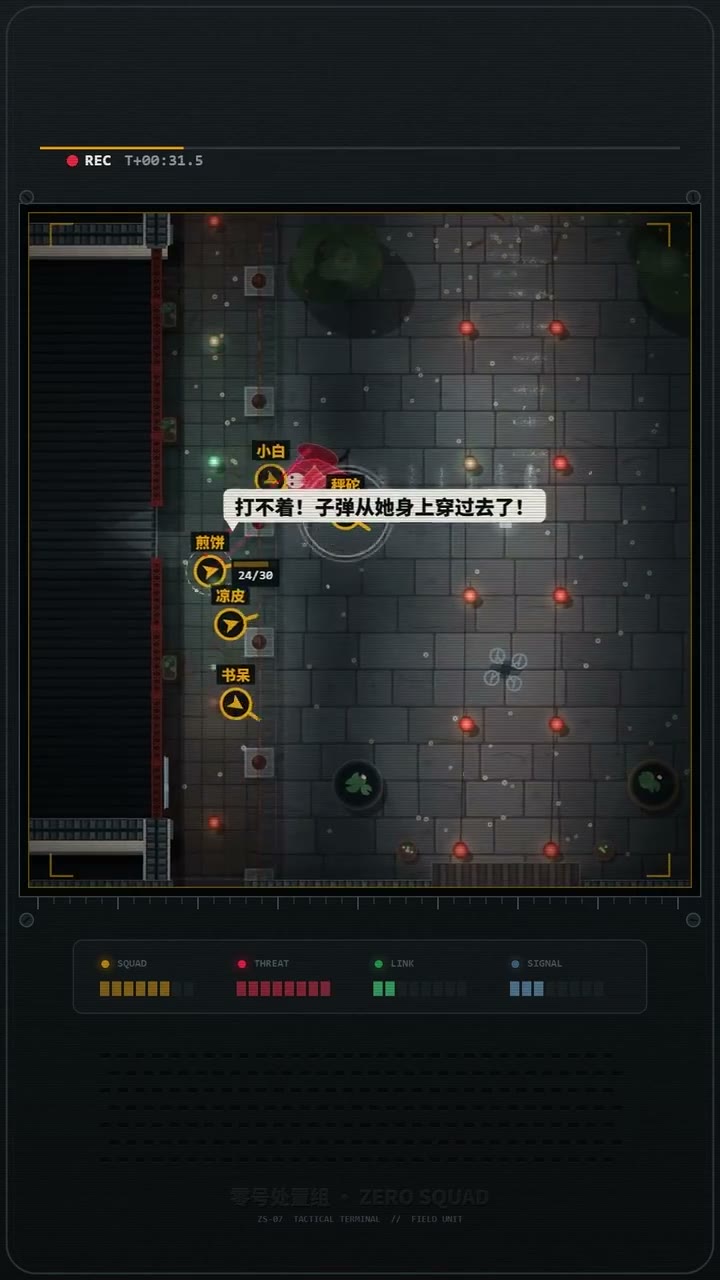 REC T+00:31.5
小白
秤砣
打不着！子弹从她身上穿过去了！
煎饼
24/30
凉皮
书呆
SQUAD THREAT LINK SIGNAL
零号处置组 · ZERO SQUAD
ZS-07 TACTICAL TERMINAL // FIELD UNIT